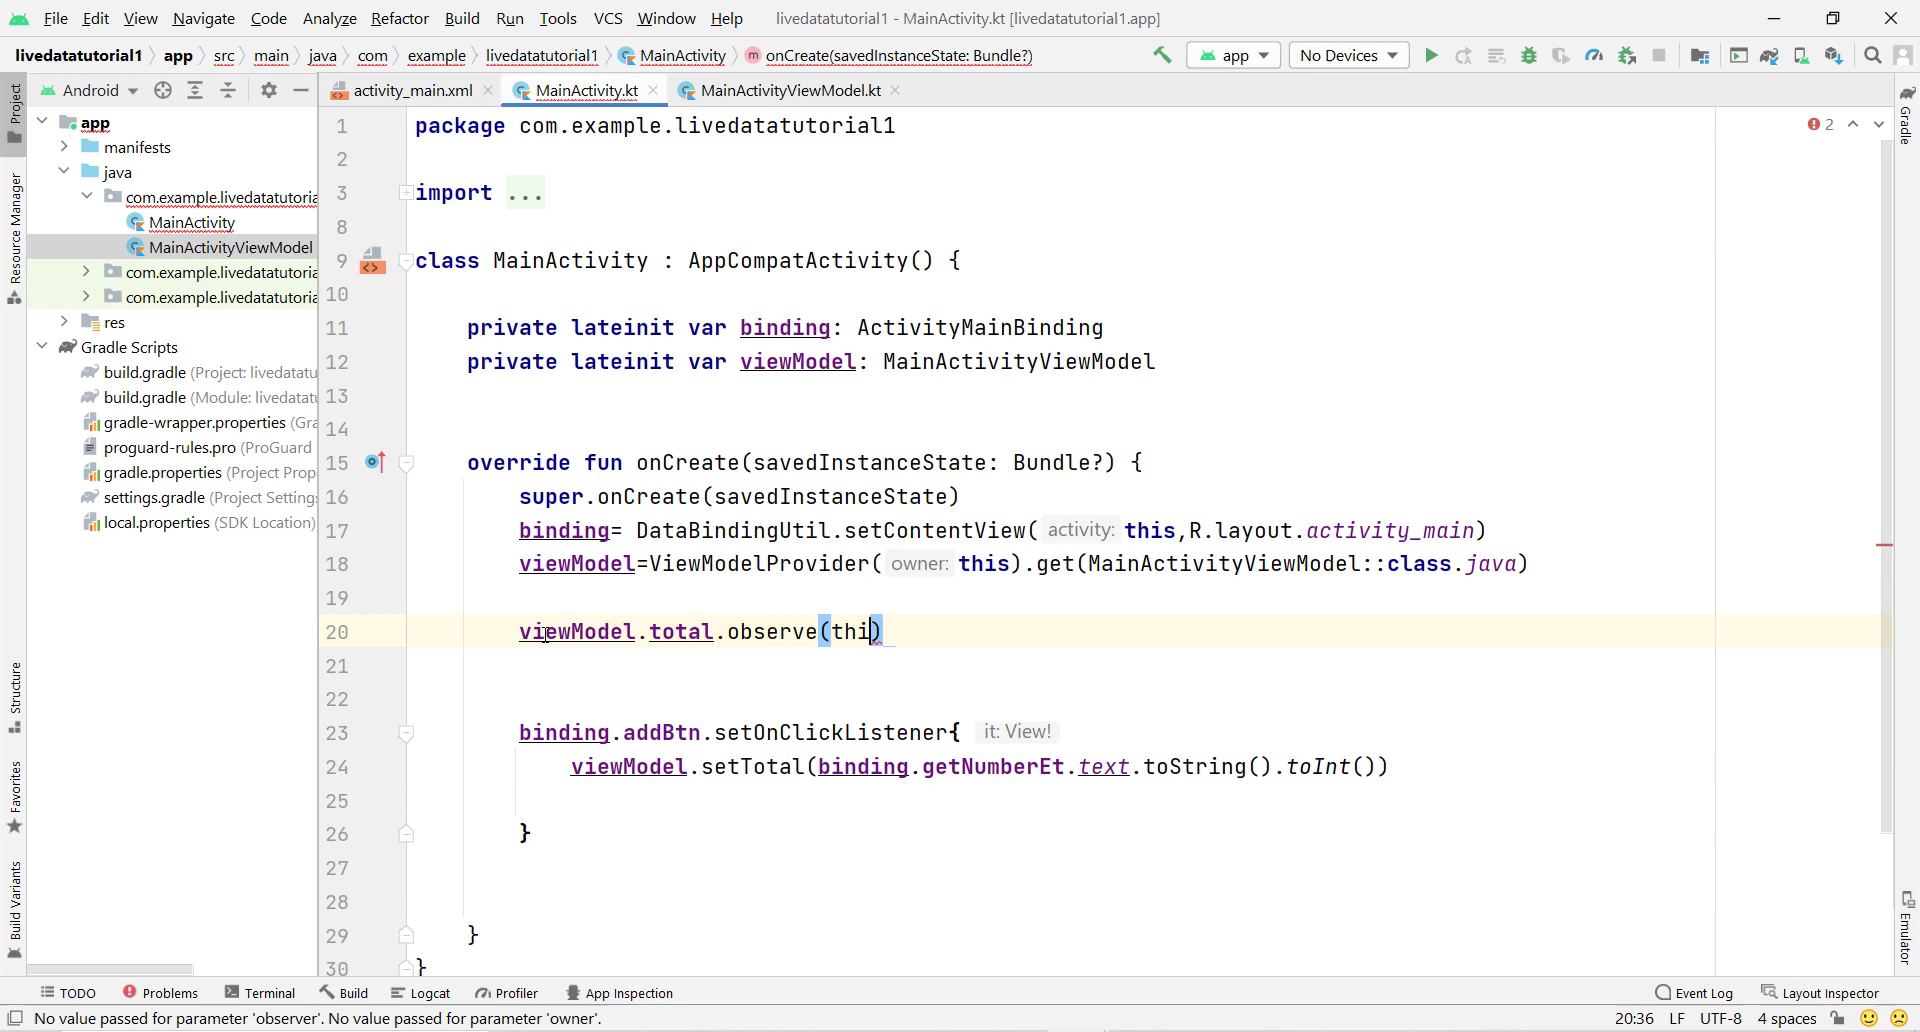 File Edit View Navigate Code Analyze Refactor Build Run Tools VCS Window Help livedatatutorial1 - MainActivity.kt [livedatatutorial1.app]
livedatatutorial1 app src main java com example livedatatutorial1 MainActivity m onCreate(savedInstanceState: Bundle?) app No Devices
Project
Resource Manager
Structure
Favorites
Build Variants
Android
app
manifests
java
com.example.livedatatutoria
MainActivity
MainActivityViewModel
com.example.livedatatutoria
com.example.livedatatutoria
res
Gradle Scripts
build.gradle (Project: livedatatu
build.gradle (Module: livedatatu
gradle-wrapper.properties (Gra
proguard-rules.pro (ProGuard
gradle.properties (Project Prop
settings.gradle (Project Setting
local.properties (SDK Location)
activity_main.xml MainActivity.kt MainActivityViewModel.kt
2
1 package com.example.livedatatutorial1
2
3 import ...
8
9 class MainActivity : AppCompatActivity() {
10
11 private lateinit var binding: ActivityMainBinding
12 private lateinit var viewModel: MainActivityViewModel
13
14
15 override fun onCreate(savedInstanceState: Bundle?) {
16 super.onCreate(savedInstanceState)
17 binding= DataBindingUtil.setContentView( activity: this,R.layout.activity_main)
18 viewModel=ViewModelProvider( owner: this).get(MainActivityViewModel::class.java)
19
20 viewModel.total.observe(thi)
21
22
23 binding.addBtn.setOnClickListener{ it: View!
24 viewModel.setTotal(binding.getNumberEt.text.toString().toInt())
25
26 }
27
28
29 }
30 }
Gradle
Emulator
TODO Problems Terminal Build Logcat Profiler App Inspection Event Log Layout Inspector
No value passed for parameter 'observer'. No value passed for parameter 'owner'. 20:36 LF UTF-8 4 spaces